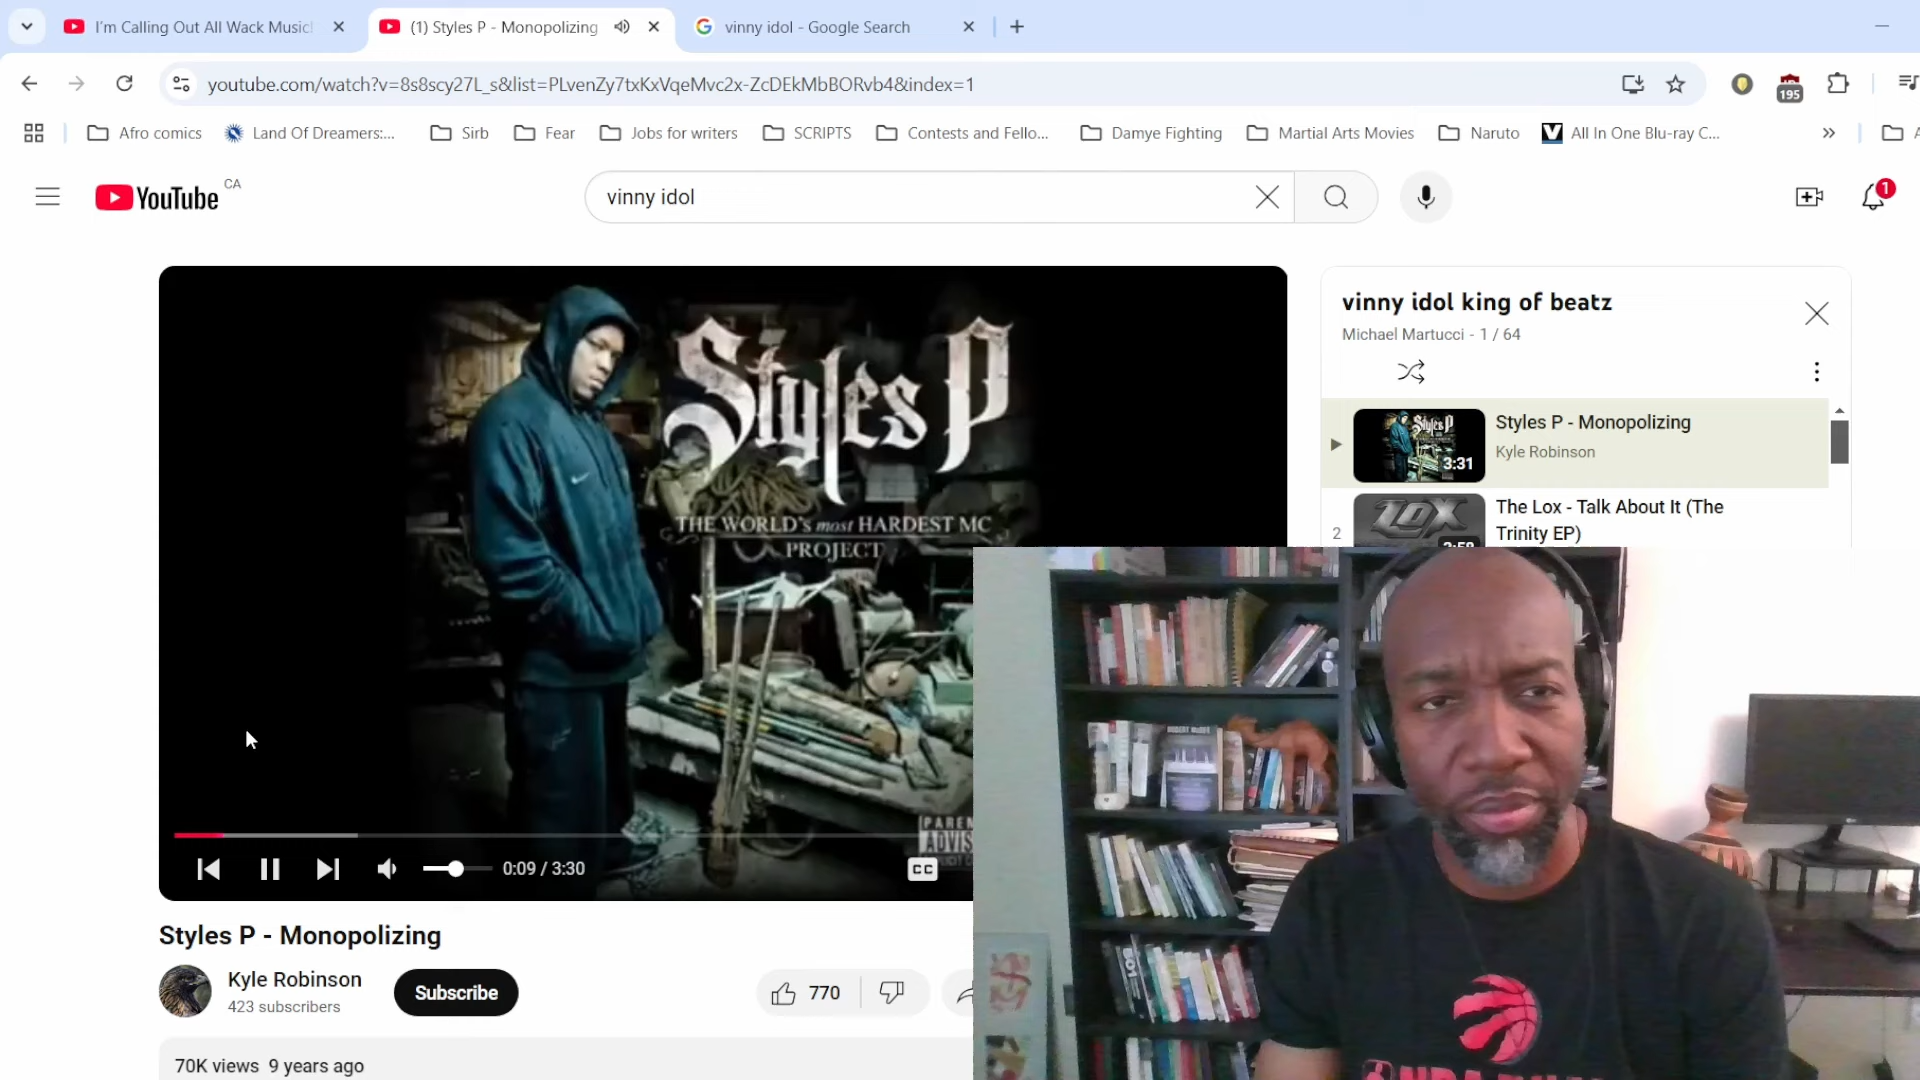 I'm Calling Out All Wack Music!
(1) Styles P - Monopolizing
vinny idol - Google Search
youtube.com/watch?v=8s8scy27L_s&list=PLvenZy7txKxVqeMvc2x-ZcDEkMbBORvb4&index=1
195
Afro comics
Land Of Dreamers:...
Sirb
Fear
Jobs for writers
SCRIPTS
Contests and Fello...
Damye Fighting
Martial Arts Movies
Naruto
All In One Blu-ray C...
YouTube CA
vinny idol
1
Styles P
THE WORLD's most HARDEST MC
PROJECT
0:09 / 3:30
CC
vinny idol king of beatz
Michael Martucci - 1 / 64
Styles P
3:31
Styles P - Monopolizing
Kyle Robinson
2
LOX
The Lox - Talk About It (The
Trinity EP)
Styles P - Monopolizing
Kyle Robinson
423 subscribers
Subscribe
770
70K views 9 years ago